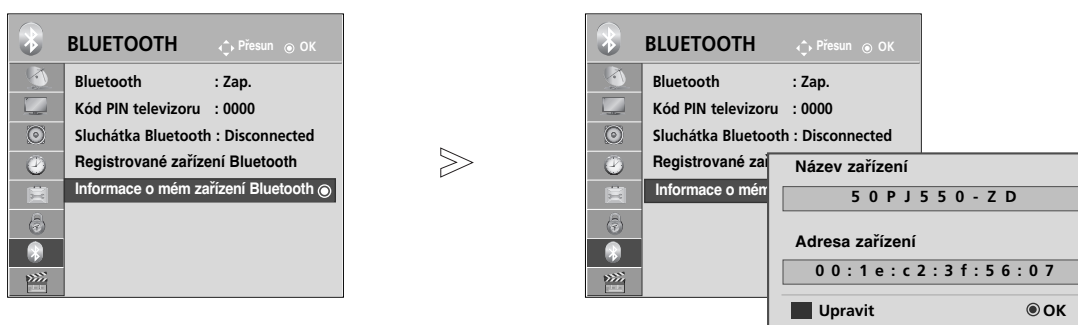 BLUETOOTH Přesun OK
Bluetooth : Zap.
Kód PIN televizoru : 0000
Sluchátka Bluetooth : Disconnected
Registrované zařízení Bluetooth
Informace o mém zařízení Bluetooth
BLUETOOTH Přesun OK
Bluetooth : Zap.
Kód PIN televizoru : 0000
Sluchátka Bluetooth : Disconnected
Registrované zař
Informace o mém
Název zařízení
50PJ550-ZD
Adresa zařízení
00:1e:c2:3f:56:07
Upravit OK